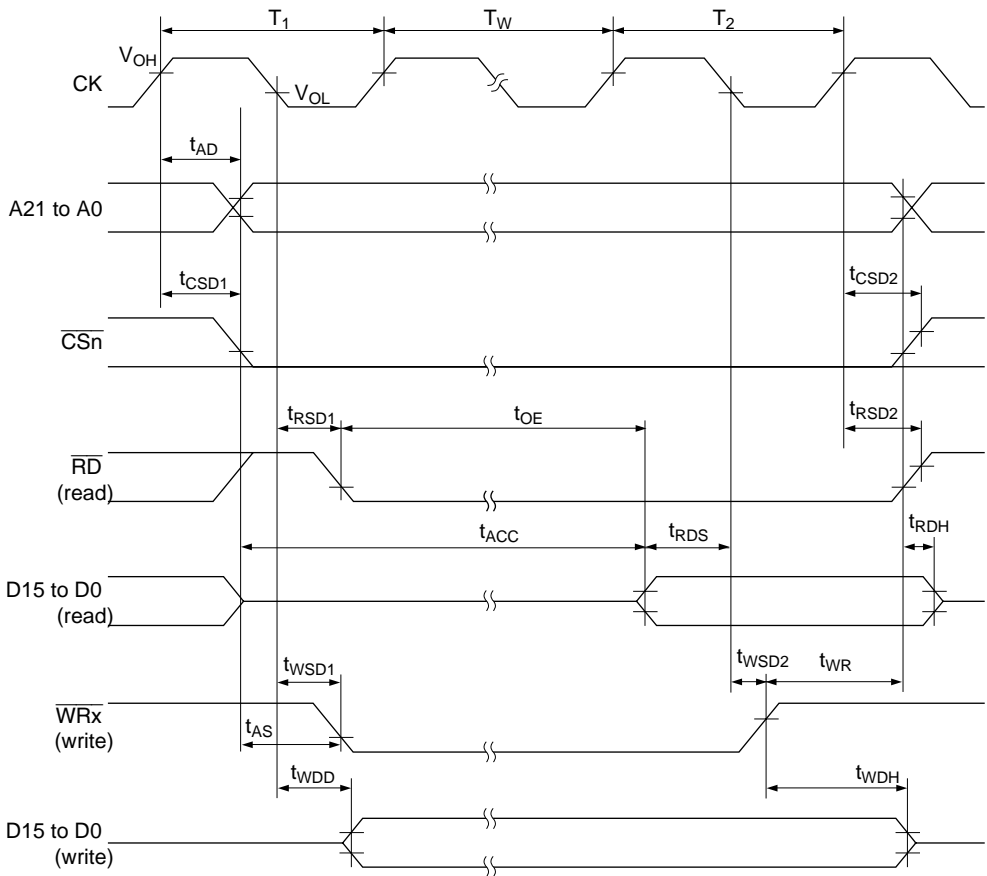 T1 TW T2
VOH
CK
VOL
tAD
A21 to A0
tCSD1 tCSD2
CSn
tRSD1 tOE tRSD2
RD
(read)
tACC tRDS tRDH
D15 to D0
(read)
tWSD1 tWSD2 tWR
WRx
(write)
tAS
tWDD tWDH
D15 to D0
(write)